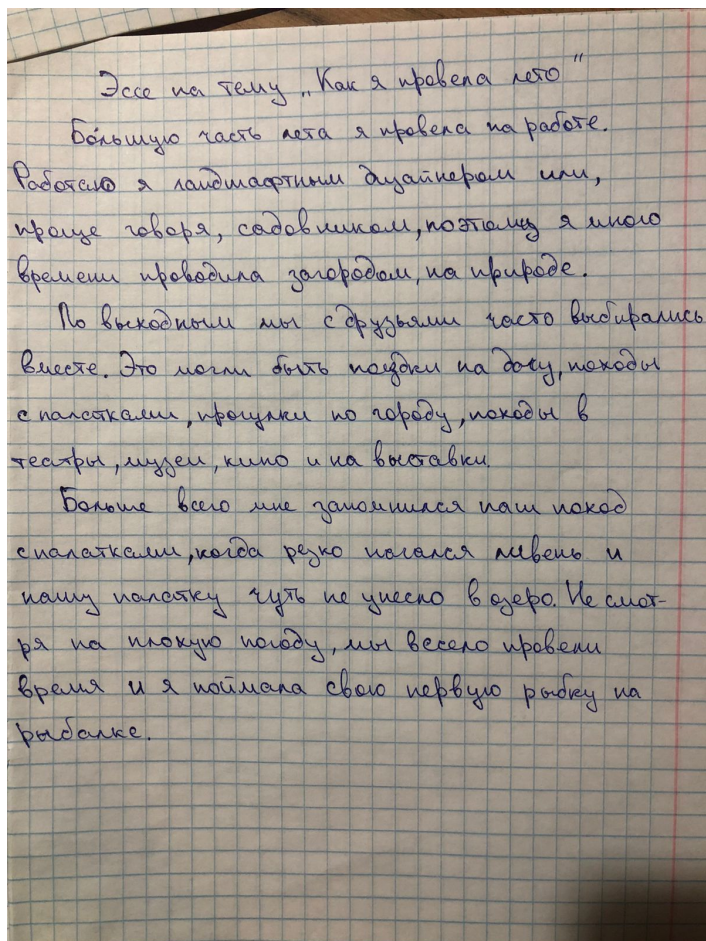 Эссе на тему „Как я провела лето"
Бо́льшую часть лета я провела на работе.
Работаю я ландшафтным дизайнером или,
проще говоря, садовником, поэтому я много
времени проводила загородом, на природе.
По выходным мы с друзьями часто выбирались
вместе. Это могли быть поездки на дачу, походы
с палатками, прогулки по городу, походы в
театры, музеи, кино и на выставки.
Больше всего мне запомнился наш поход
с палатками, когда резко начался ливень и
нашу палатку чуть не унесло в озеро. Не смот-
ря на плохую погоду, мы весело провели
время и я поймала свою первую рыбку на
рыбалке.